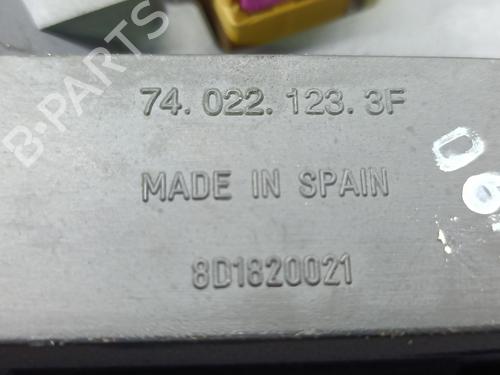 B-PARTS
74. 022. 123. 3F
MADE IN SPAIN
8D1820021